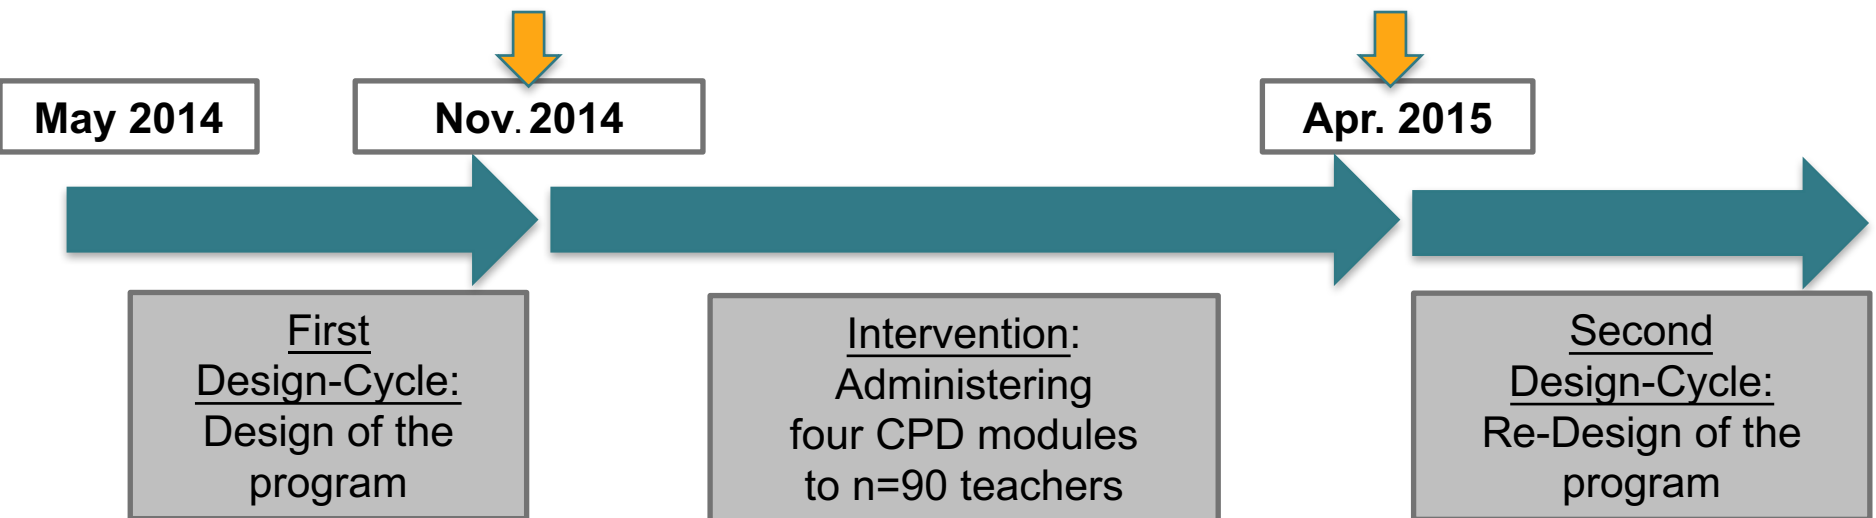 May 2014
Nov. 2014
Apr. 2015
First
Design-Cycle:
Design of the
program
Intervention:
Administering
four CPD modules
to n=90 teachers
Second
Design-Cycle:
Re-Design of the
program